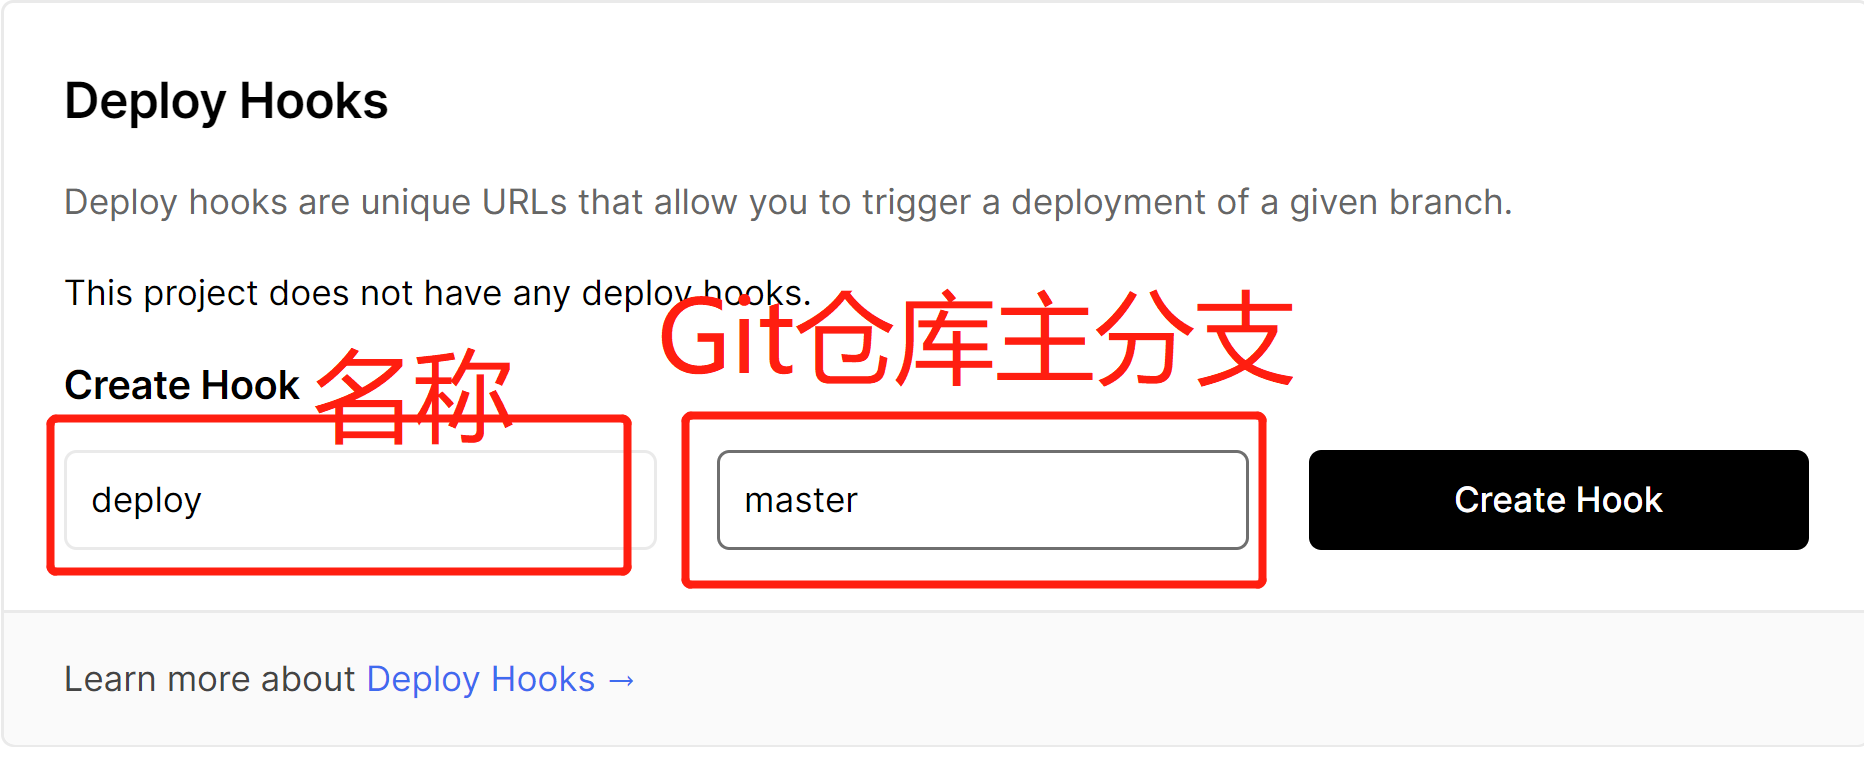 Deploy Hooks
Deploy hooks are unique URLs that allow you to trigger a deployment of a given branch.
This project does not have any deploy hooks.
Git仓库主分支
Create Hook 名称
deploy
master
Create Hook
Learn more about Deploy Hooks →